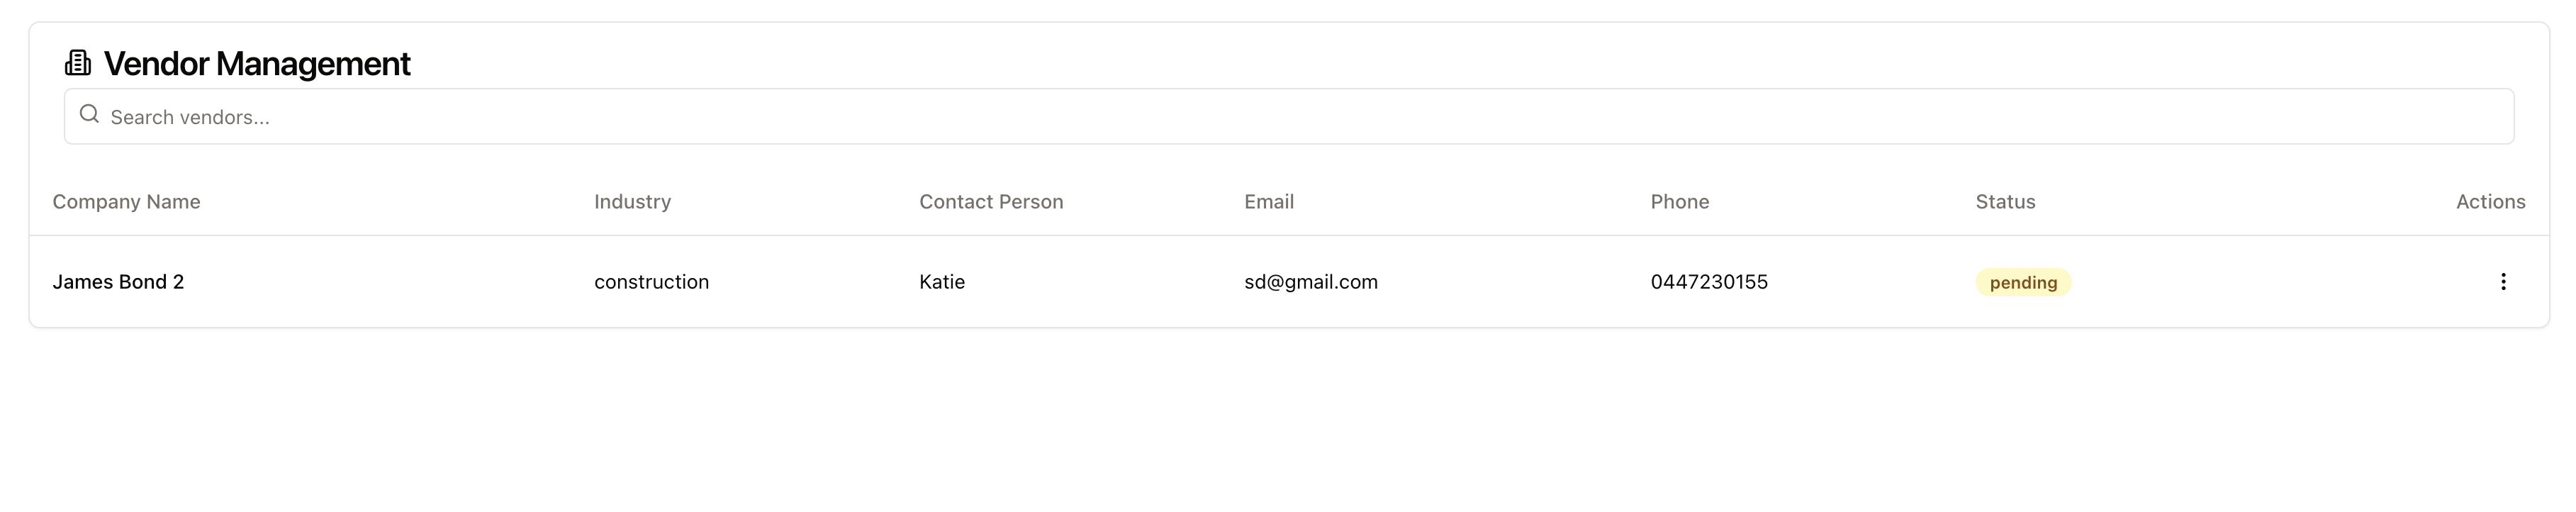 Vendor Management
Search vendors...
Company Name Industry Contact Person Email Phone Status Actions
James Bond 2 construction Katie sd@gmail.com 0447230155 pending